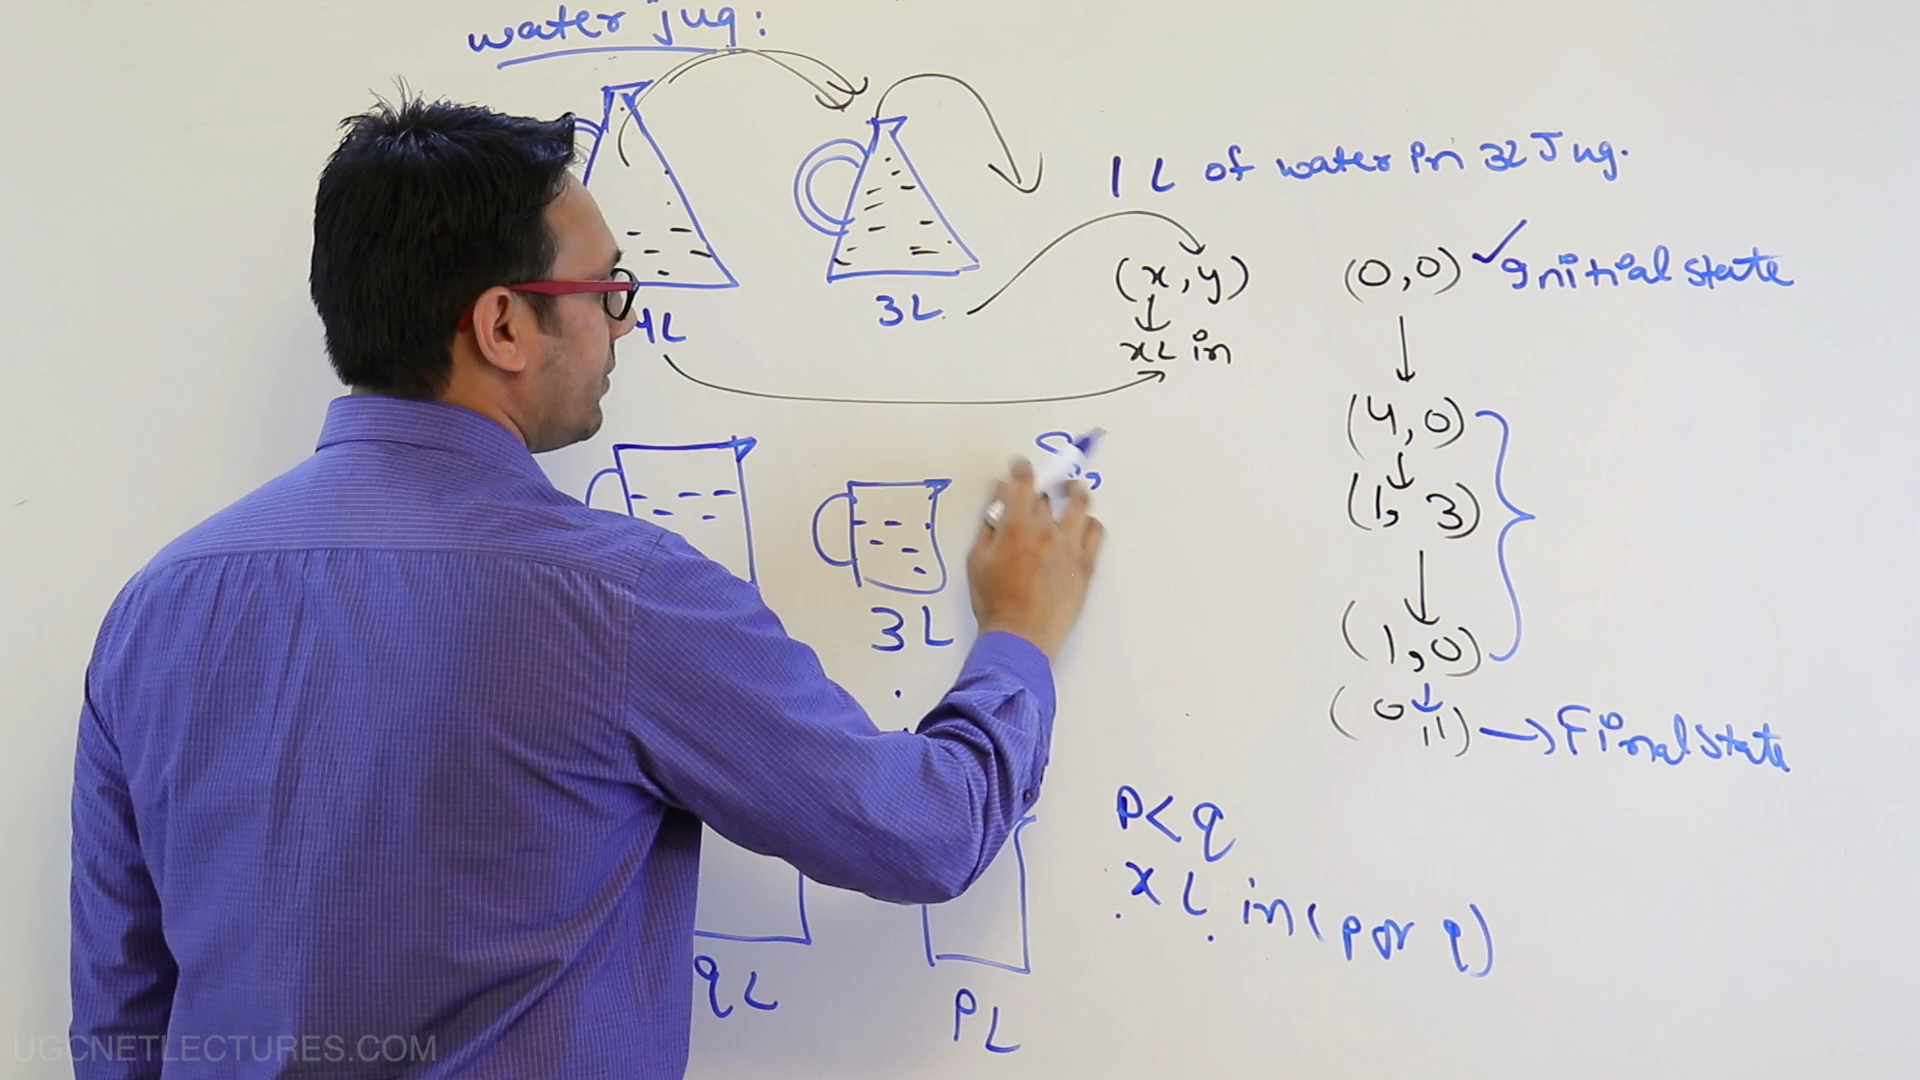 water jug:
1 L of water in 3L Jug.
(x, y)
(0, 0) ✓ Initial state
4L
3L
xL in
(4, 0)
(1, 3)
3L
(1, 0)
(0, 1) → Final state
P < q
x L in (P or q)
qL
PL
UGCNETLECTURES.COM